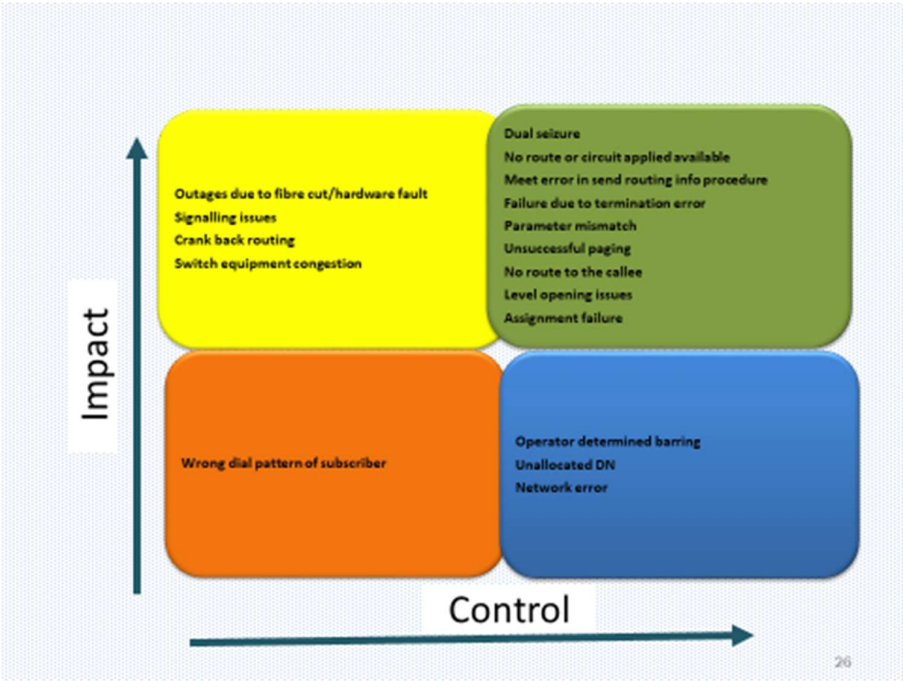 Outages due to fibre cut/hardware fault
Signalling issues
Crank back routing
Switch equipment congestion
Dual seizure
No route or circuit applied available
Meet error in send routing info procedure
Failure due to termination error
Parameter mismatch
Unsuccessful paging
No route to the callee
Level opening issues
Assignment failure
Impact
Wrong dial pattern of subscriber
Operator determined barring
Unallocated DN
Network error
Control
26